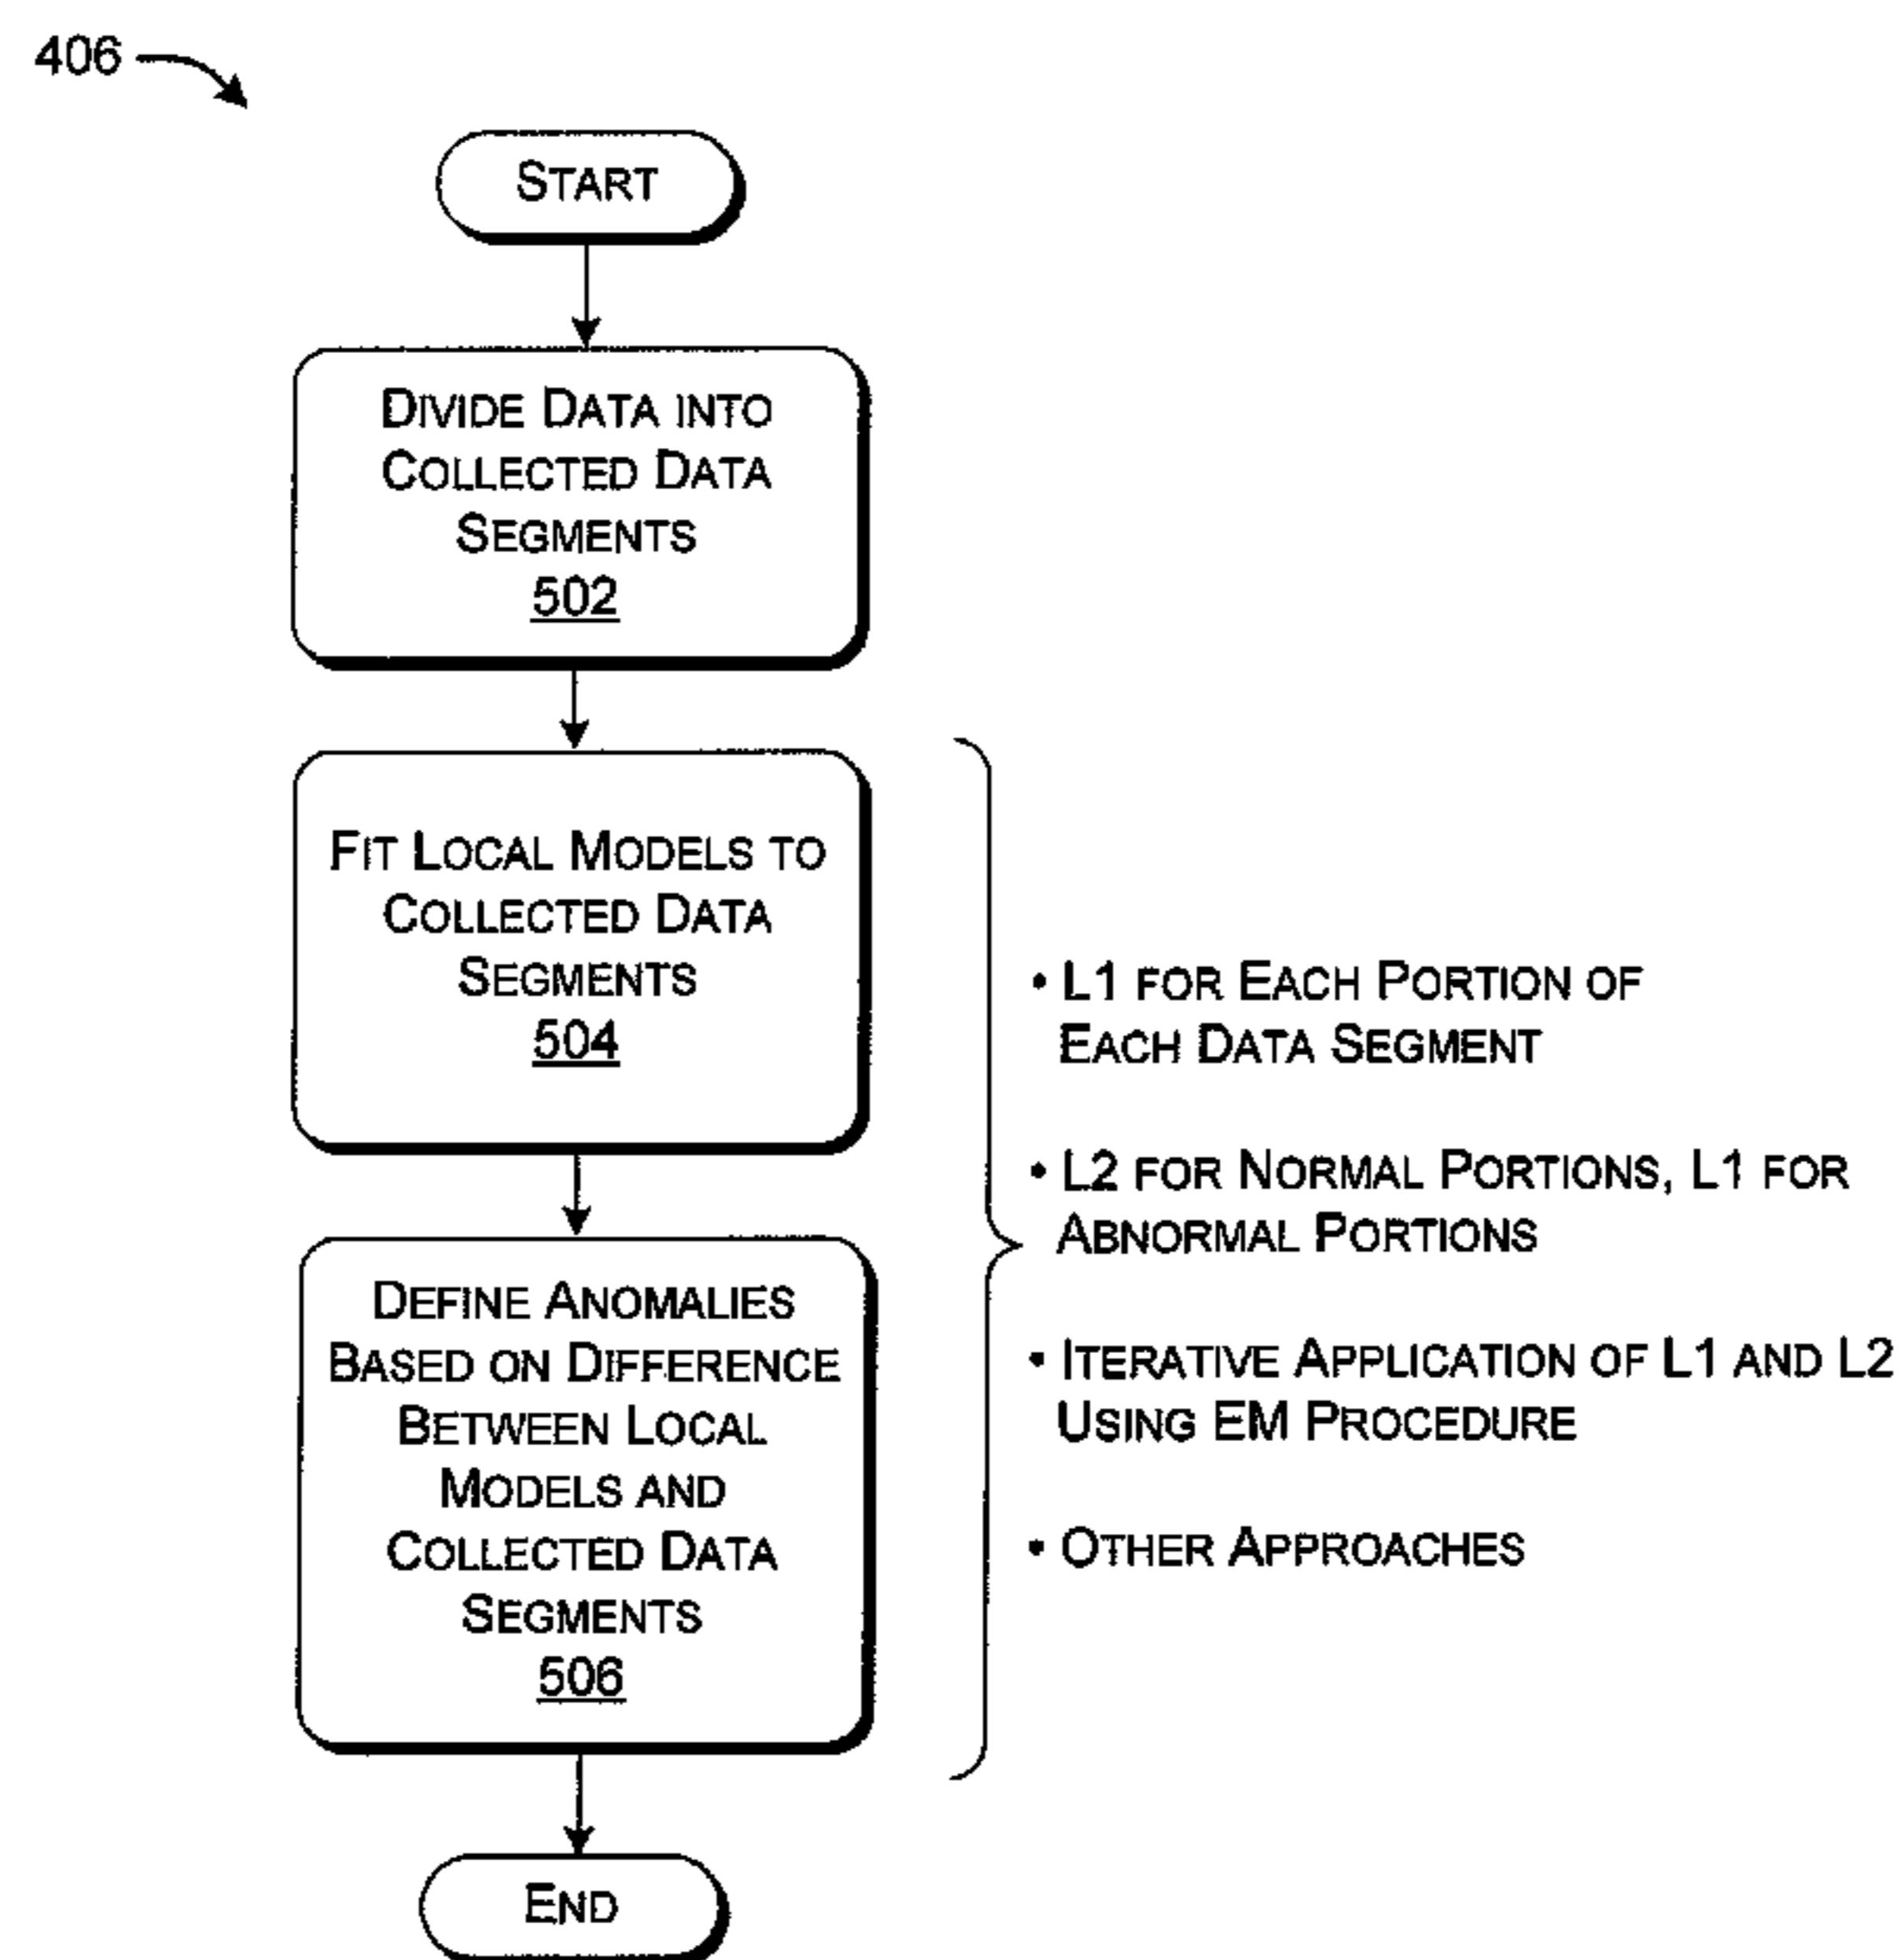 406
START
DIVIDE DATA INTO
COLLECTED DATA
SEGMENTS
502
FIT LOCAL MODELS TO
COLLECTED DATA
SEGMENTS
504
DEFINE ANOMALIES
BASED ON DIFFERENCE
BETWEEN LOCAL
MODELS AND
COLLECTED DATA
SEGMENTS
506
END
• L1 FOR EACH PORTION OF
EACH DATA SEGMENT
• L2 FOR NORMAL PORTIONS, L1 FOR
ABNORMAL PORTIONS
• ITERATIVE APPLICATION OF L1 AND L2
USING EM PROCEDURE
• OTHER APPROACHES